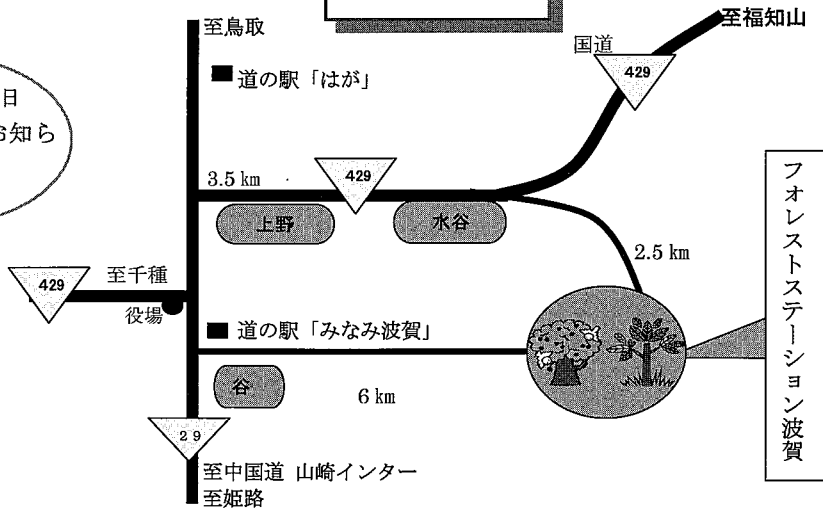 至鳥取
至福知山
国道
429
道の駅「はが」
日
お知ら
3.5 km
429
上野
水谷
2.5 km
429
至千種
役場
道の駅「みなみ波賀」
谷
6 km
29
至中国道 山崎インター
至姫路
フォレストステーション波賀